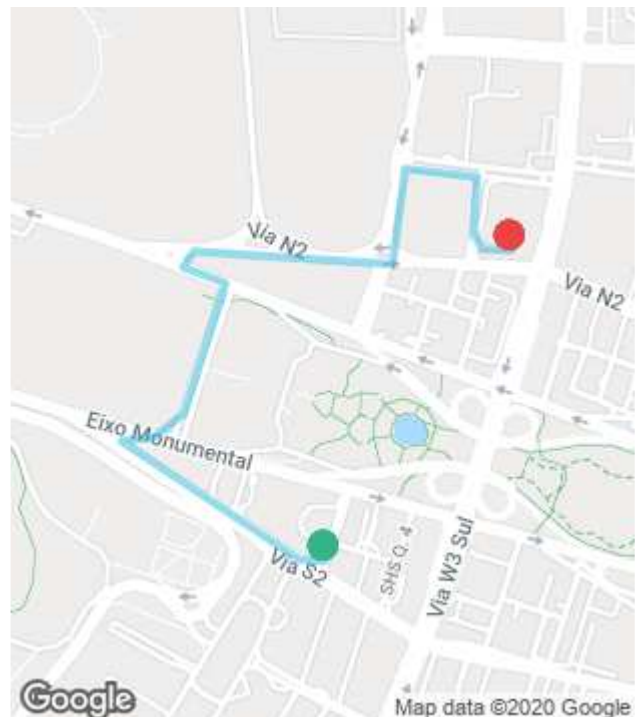 Via N2
Via N2
Eixo Monumental
SHS Q. 4
Via W3 Sul
Via S2
Google
Map data ©2020 Google